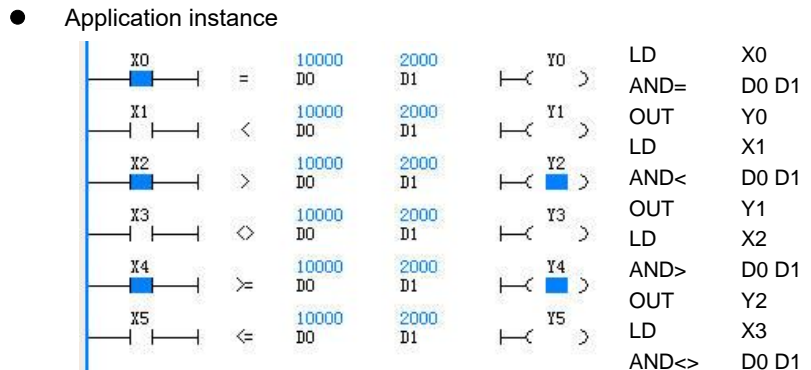 ● Application instance
X0 10000 2000 Y0
= D0 D1
X1 10000 2000 Y1
< D0 D1
X2 10000 2000 Y2
> D0 D1
X3 10000 2000 Y3
<> D0 D1
X4 10000 2000 Y4
>= D0 D1
X5 10000 2000 Y5
<= D0 D1
LD X0
AND= D0 D1
OUT Y0
LD X1
AND< D0 D1
OUT Y1
LD X2
AND> D0 D1
OUT Y2
LD X3
AND<> D0 D1